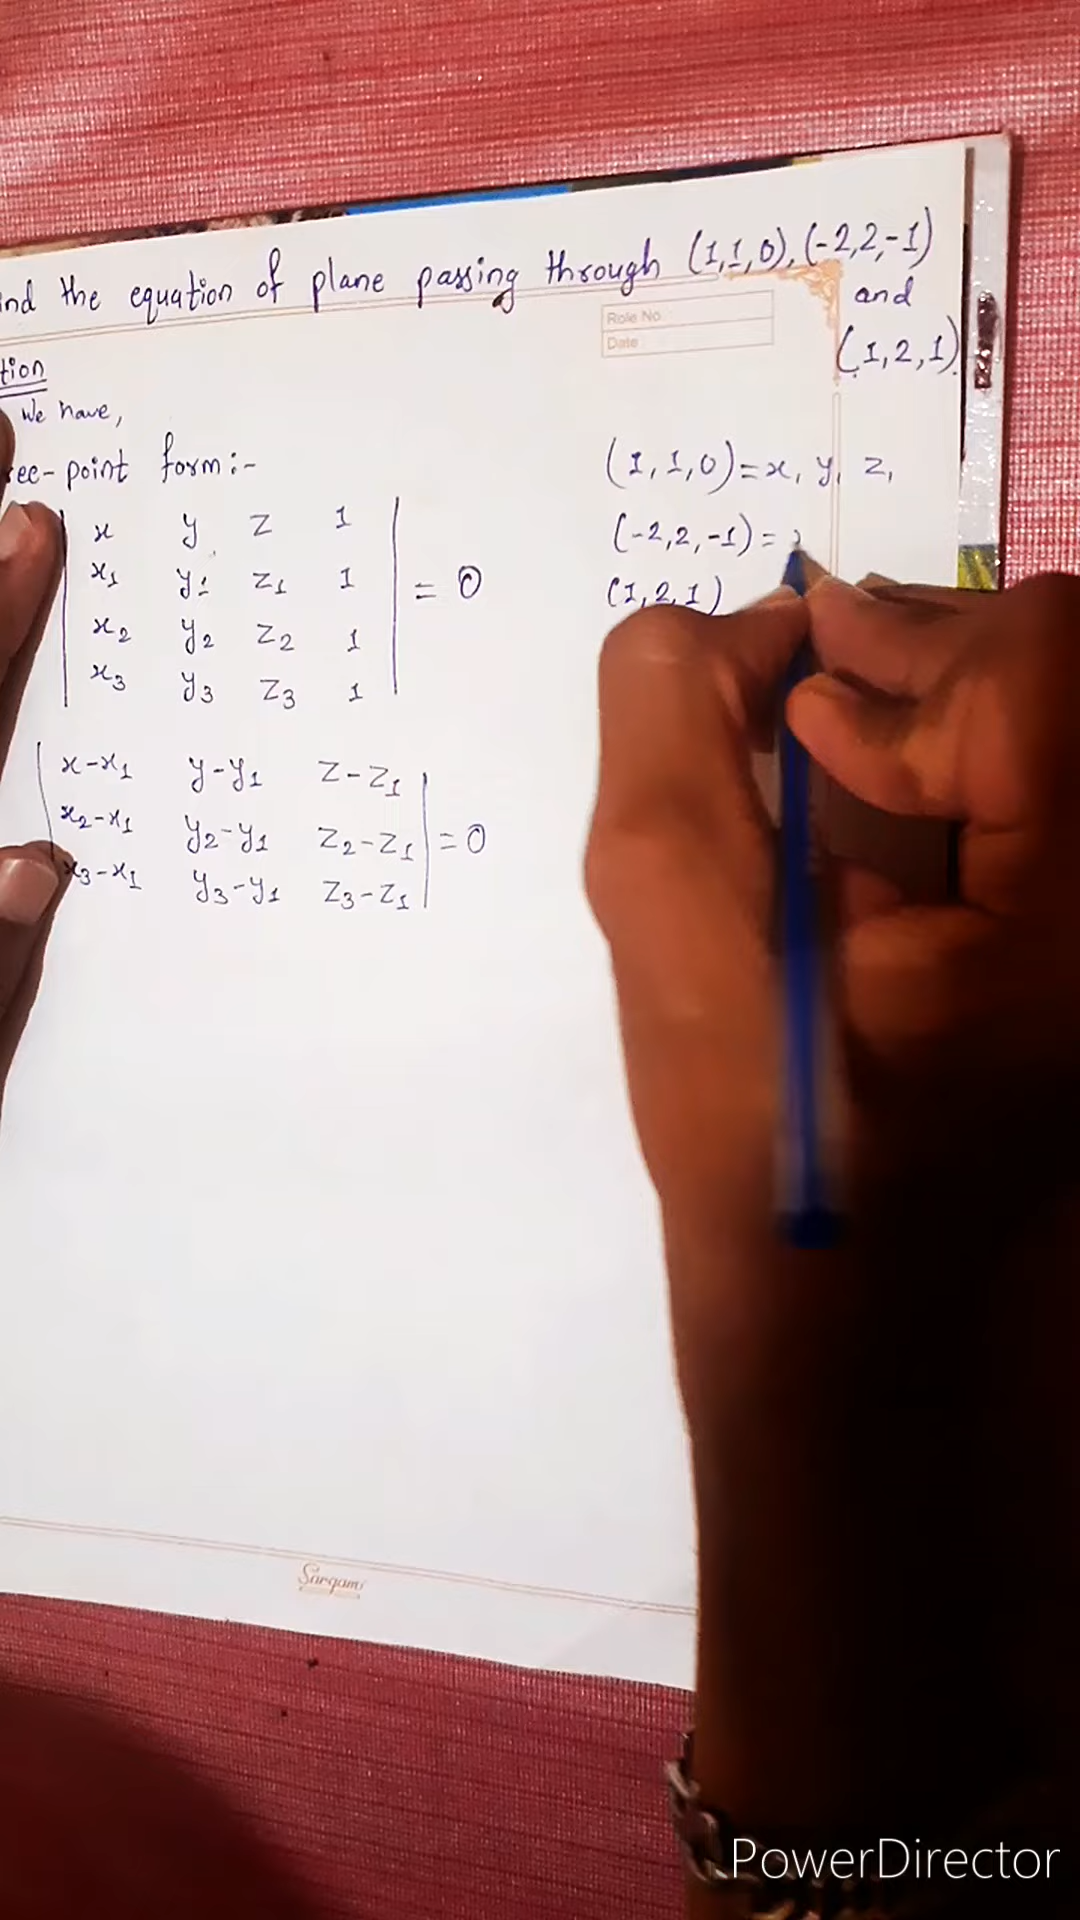 nd the equation of plane passing through (1,1,0), (-2,2,-1)
and
(1,2,1)
Role No
Date
tion
We have,
ee-point form:-
x y z 1
x1 y1 z1 1
x2 y2 z2 1
x3 y3 z3 1
= 0
x-x1 y-y1 z-z1
x2-x1 y2-y1 z2-z1
x3-x1 y3-y1 z3-z1
= 0
(1,1,0) = x, y, z,
(-2,2,-1) =
(1,2,1)
Sargam
PowerDirector